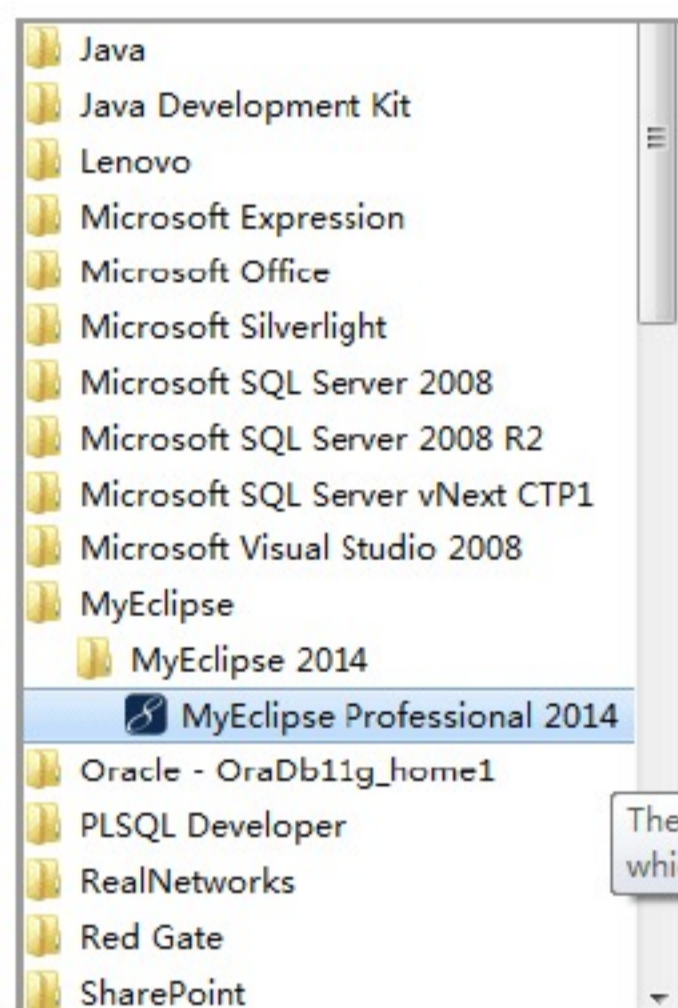 Java
Java Development Kit
Lenovo
Microsoft Expression
Microsoft Office
Microsoft Silverlight
Microsoft SQL Server 2008
Microsoft SQL Server 2008 R2
Microsoft SQL Server vNext CTP1
Microsoft Visual Studio 2008
MyEclipse
MyEclipse 2014
MyEclipse Professional 2014
Oracle - OraDb11g_home1
PLSQL Developer
The
RealNetworks
Red Gate
SharePoint